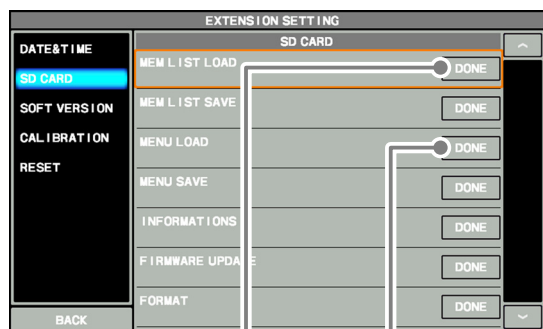 EXTENSION SETTING
DATE&TIME
SD CARD
SOFT VERSION
CALIBRATION
RESET
BACK
SD CARD
MEM LIST LOAD DONE
MEM LIST SAVE DONE
MENU LOAD DONE
MENU SAVE DONE
INFORMATIONS DONE
FIRMWARE UPDATE DONE
FORMAT DONE